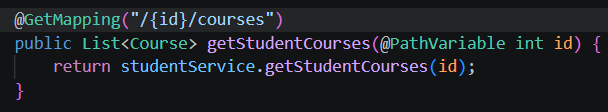 @GetMapping("/{id}/courses")
public List<Course> getStudentCourses(@PathVariable int id) {
    return studentService.getStudentCourses(id);
}